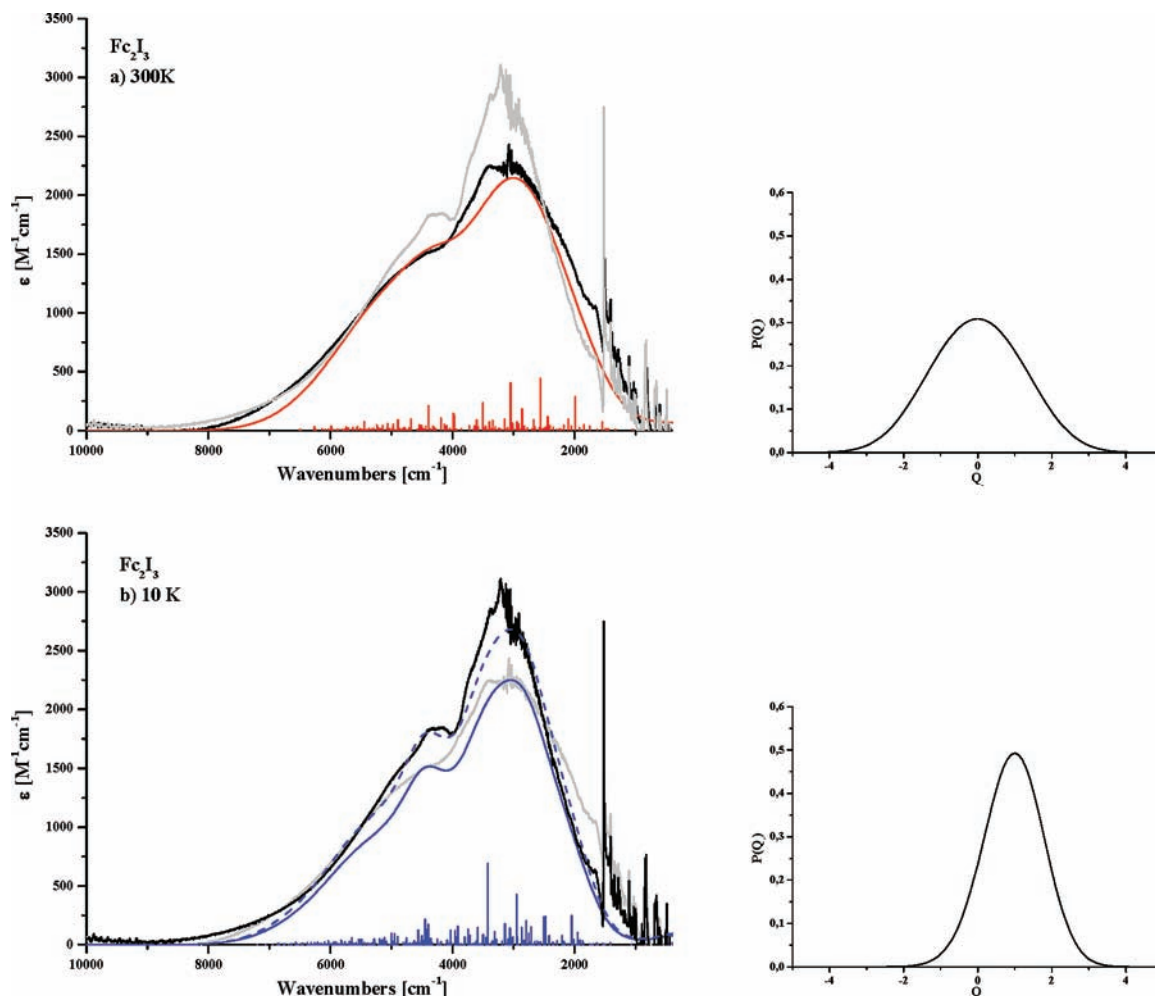 Fc₂I₃
a) 300K
3500
3000
2500
2000
1500
1000
500
0
ε [M⁻¹cm⁻¹]
10000 8000 6000 4000 2000
Wavenumbers [cm⁻¹]
0,6
0,5
0,4
0,3
0,2
0,1
0,0
P(Q)
-4 -2 0 2 4
Q
Fc₂I₃
b) 10 K
3500
3000
2500
2000
1500
1000
500
0
ε [M⁻¹cm⁻¹]
10000 8000 6000 4000 2000
Wavenumbers [cm⁻¹]
0,6
0,5
0,4
0,3
0,2
0,1
0,0
P(Q)
-4 -2 0 2 4
Q